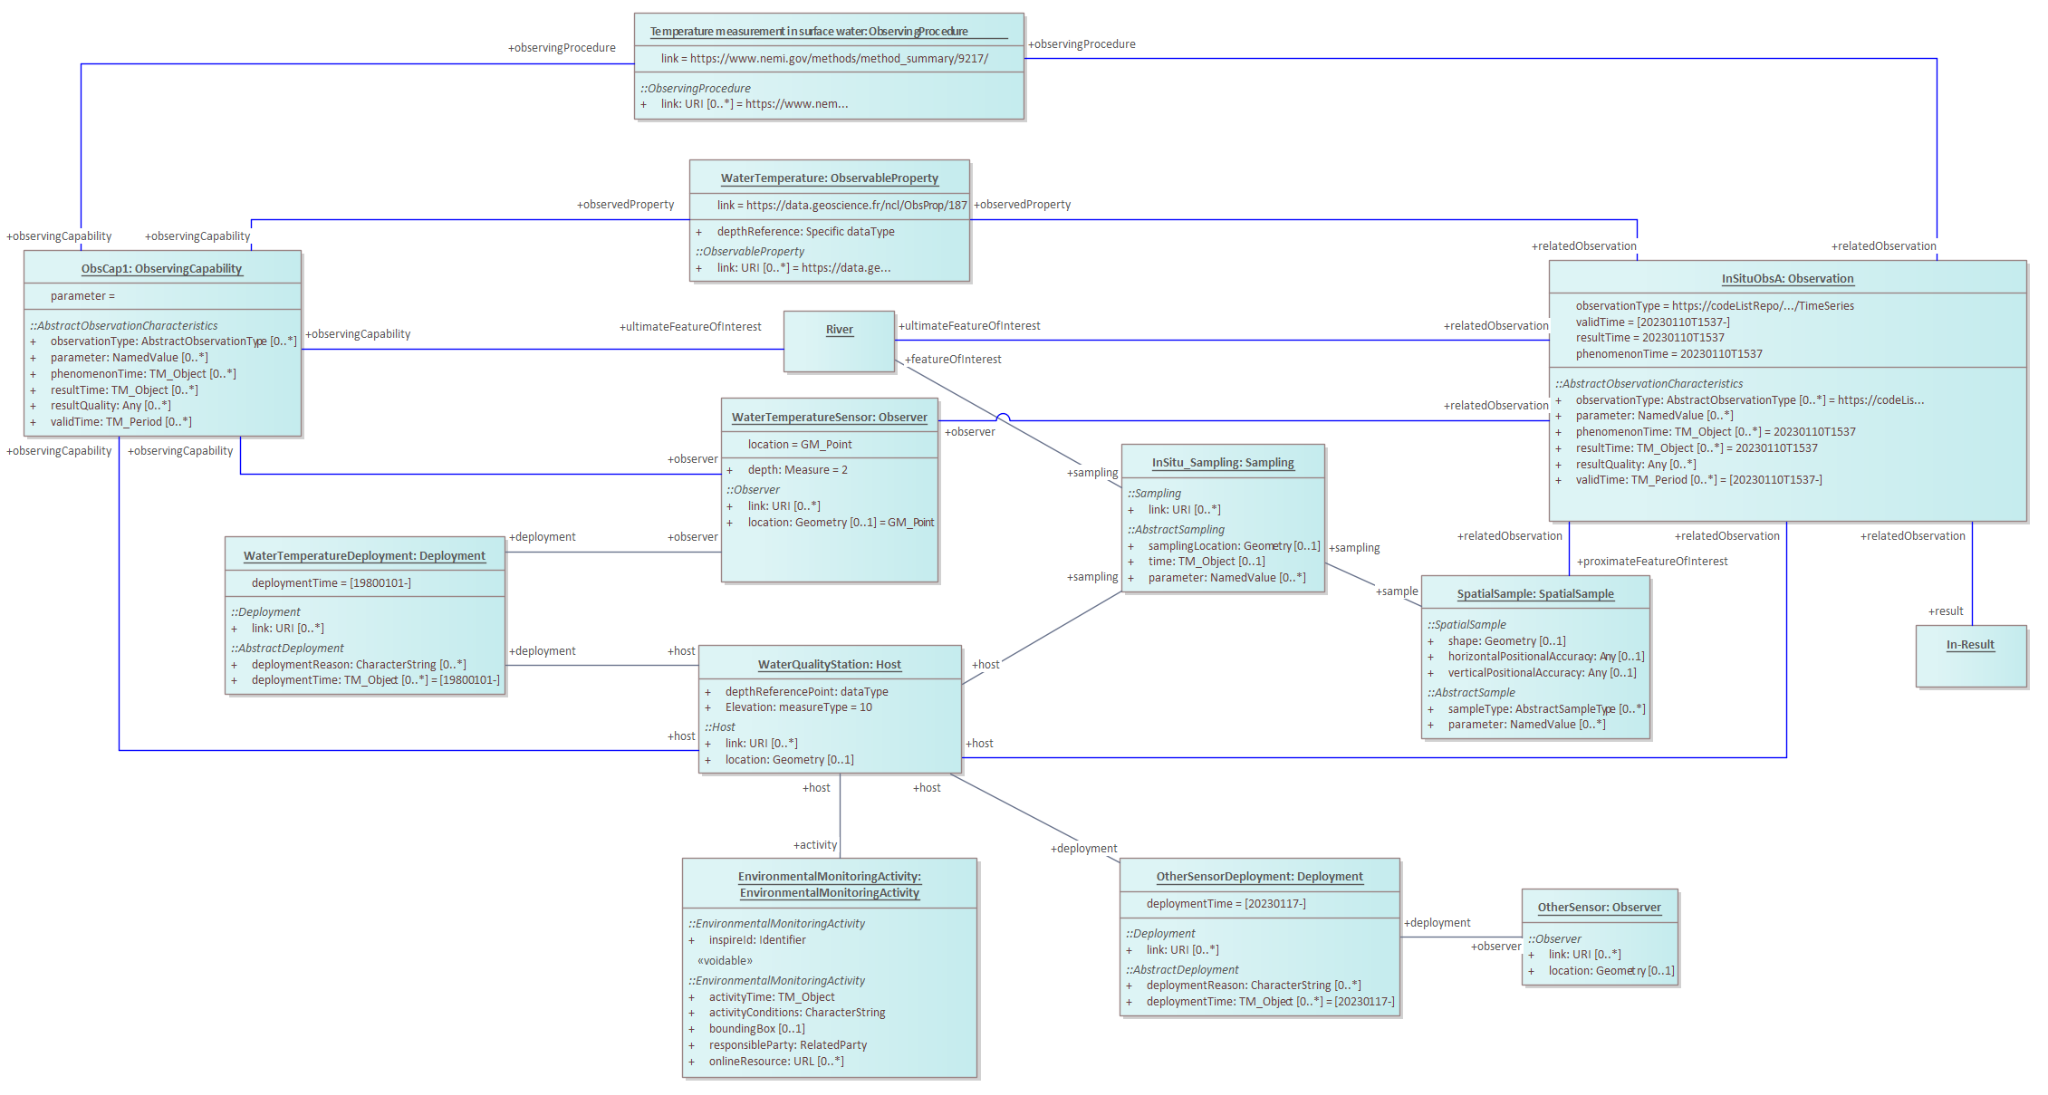 Temperature measurement in surface water: ObservingProcedure
link = https://www.nemi.gov/methods/method_summary/9217/
::ObservingProcedure
+ link: URI [0..*] = https://www.nem...
+observingProcedure
+observingProcedure
WaterTemperature: ObservableProperty
link = https://data.geoscience.fr/ncl/ObsProp/187
+ depthReference: Specific dataType
::ObservableProperty
+ link: URI [0..*] = https://data.ge...
+observedProperty
+observedProperty
+observingCapability
+observingCapability
+relatedObservation
+relatedObservation
ObsCap1: ObservingCapability
parameter =
::AbstractObservationCharacteristics
+ observationType: AbstractObservationType [0..*]
+ parameter: NamedValue [0..*]
+ phenomenonTime: TM_Object [0..*]
+ resultTime: TM_Object [0..*]
+ resultQuality: Any [0..*]
+ validTime: TM_Period [0..*]
+observingCapability
+ultimateFeatureOfInterest
River
+ultimateFeatureOfInterest
+featureOfInterest
+relatedObservation
InSituObsA: Observation
observationType = https://codeListRepo/.../TimeSeries
validTime = [20230110T1537-]
resultTime = 20230110T1537
phenomenonTime = 20230110T1537
::AbstractObservationCharacteristics
+ observationType: AbstractObservationType [0..*] = https://codeLis...
+ parameter: NamedValue [0..*]
+ phenomenonTime: TM_Object [0..*] = 20230110T1537
+ resultTime: TM_Object [0..*] = 20230110T1537
+ resultQuality: Any [0..*]
+ validTime: TM_Period [0..*] = [20230110T1537-]
+relatedObservation
+observer
WaterTemperatureSensor: Observer
location = GM_Point
+ depth: Measure = 2
::Observer
+ link: URI [0..*]
+ location: Geometry [0..1] = GM_Point
+observingCapability
+observingCapability
+observer
+observer
+deployment
InSitu_Sampling: Sampling
::Sampling
+ link: URI [0..*]
::AbstractSampling
+ samplingLocation: Geometry [0..1]
+ time: TM_Object [0..1]
+ parameter: NamedValue [0..*]
+sampling
+sampling
+sampling
+sample
+relatedObservation
+relatedObservation
+relatedObservation
+proximateFeatureOfInterest
WaterTemperatureDeployment: Deployment
deploymentTime = [19800101-]
::Deployment
+ link: URI [0..*]
::AbstractDeployment
+ deploymentReason: CharacterString [0..*]
+ deploymentTime: TM_Object [0..*] = [19800101-]
+deployment
+host
SpatialSample: SpatialSample
::SpatialSample
+ shape: Geometry [0..1]
+ horizontalPositionalAccuracy: Any [0..1]
+ verticalPositionalAccuracy: Any [0..1]
::AbstractSample
+ sampleType: AbstractSampleType [0..*]
+ parameter: NamedValue [0..*]
+result
In-Result
WaterQualityStation: Host
+ depthReferencePoint: dataType
+ Elevation: measureType = 10
::Host
+ link: URI [0..*]
+ location: Geometry [0..1]
+host
+host
+host
+host
+host
+activity
+deployment
EnvironmentalMonitoringActivity:
EnvironmentalMonitoringActivity
::EnvironmentalMonitoringActivity
+ inspireId: Identifier
«voidable»
::EnvironmentalMonitoringActivity
+ activityTime: TM_Object
+ activityConditions: CharacterString
+ boundingBox [0..1]
+ responsibleParty: RelatedParty
+ onlineResource: URL [0..*]
OtherSensorDeployment: Deployment
deploymentTime = [20230117-]
::Deployment
+ link: URI [0..*]
::AbstractDeployment
+ deploymentReason: CharacterString [0..*]
+ deploymentTime: TM_Object [0..*] = [20230117-]
+deployment
+observer
OtherSensor: Observer
::Observer
+ link: URI [0..*]
+ location: Geometry [0..1]